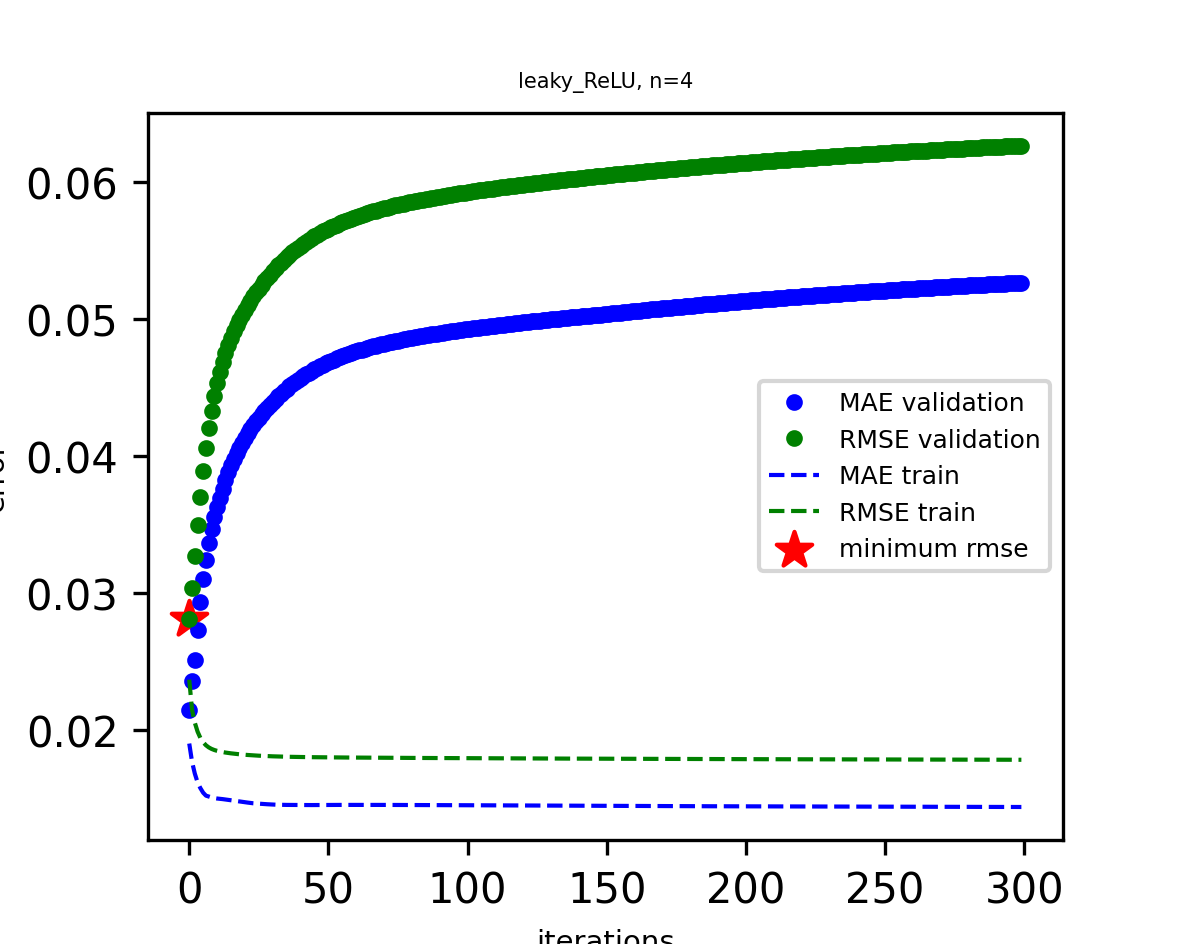 leaky_ReLU, n=4
0.06
0.05
0.04
0.03
0.02
MAE validation
RMSE validation
MAE train
RMSE train
minimum rmse
0 50 100 150 200 250 300
iterations